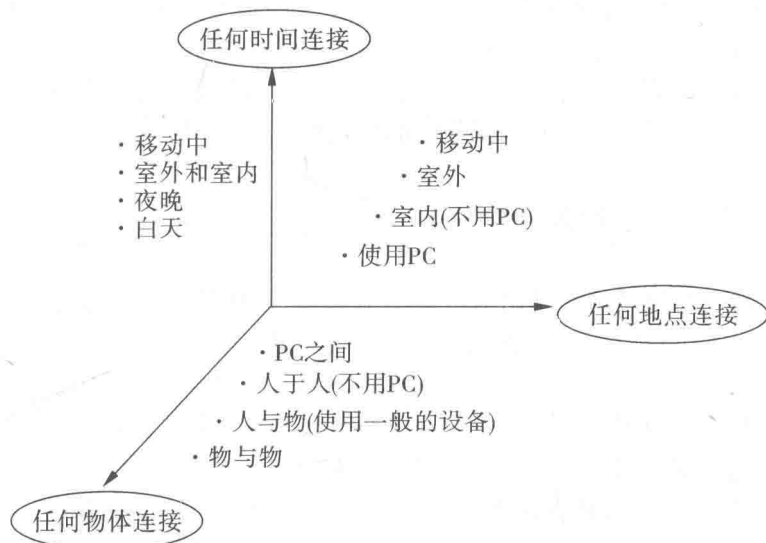 任何时间连接
·移动中
·室外和室内
·夜晚
·白天
·移动中
·室外
·室内(不用PC)
·使用PC
任何地点连接
·PC之间
·人于人(不用PC)
·人与物(使用一般的设备)
·物与物
任何物体连接